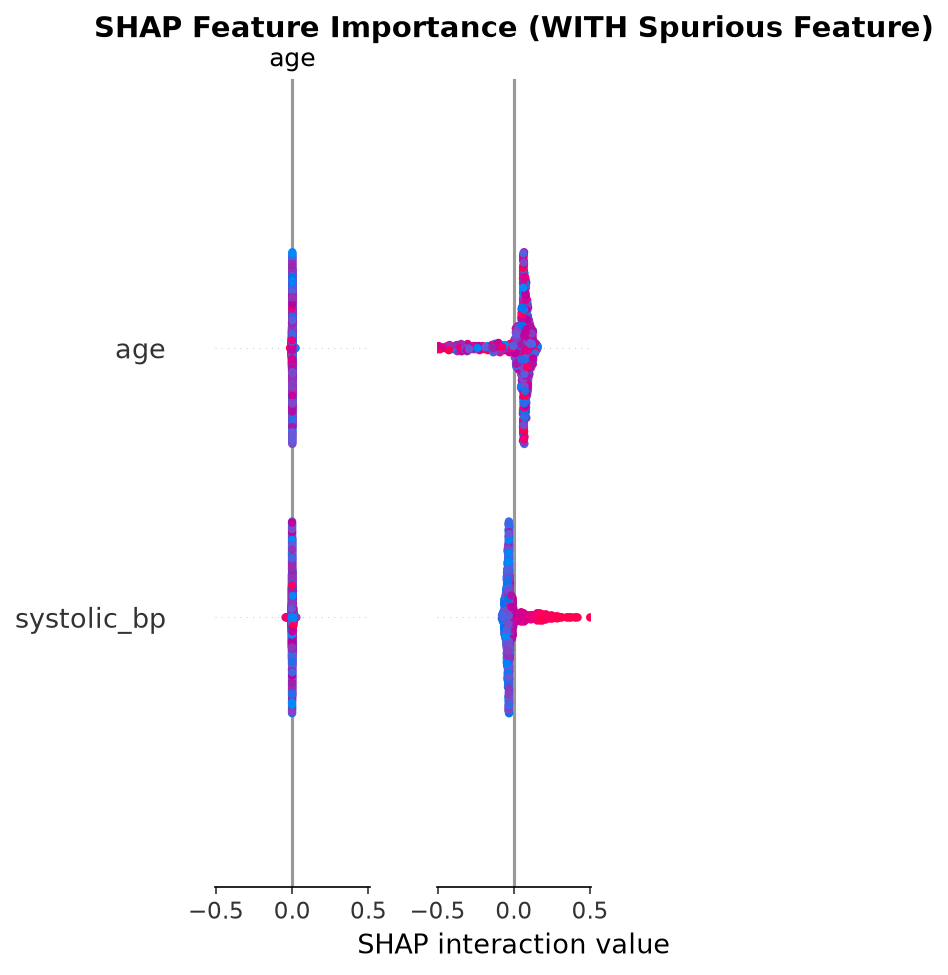 SHAP Feature Importance (WITH Spurious Feature)
age
age
systolic_bp
−0.5 0.0 0.5 −0.5 0.0 0.5
SHAP interaction value